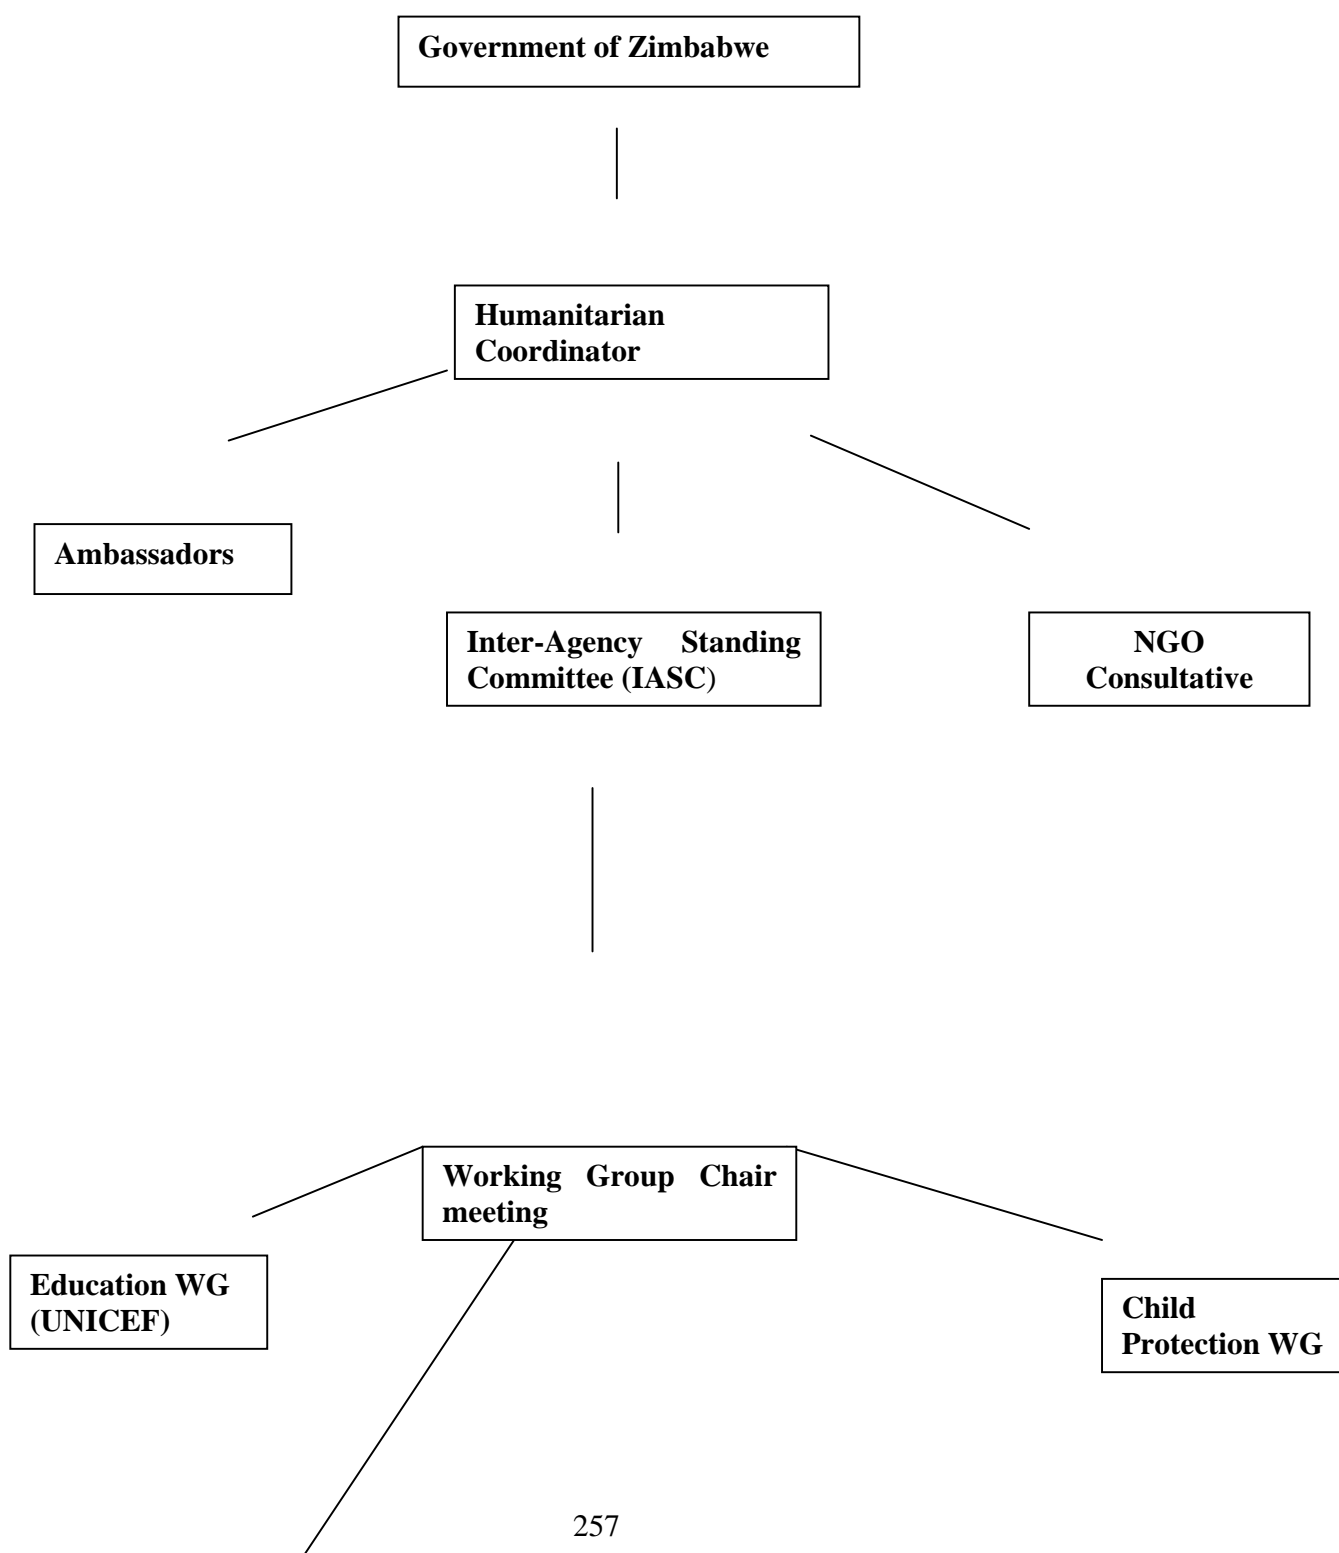 Government of Zimbabwe
Humanitarian
Coordinator
Ambassadors
Inter-Agency Standing
Committee (IASC)
NGO
Consultative
Working Group Chair
meeting
Education WG
(UNICEF)
Child
Protection WG
257